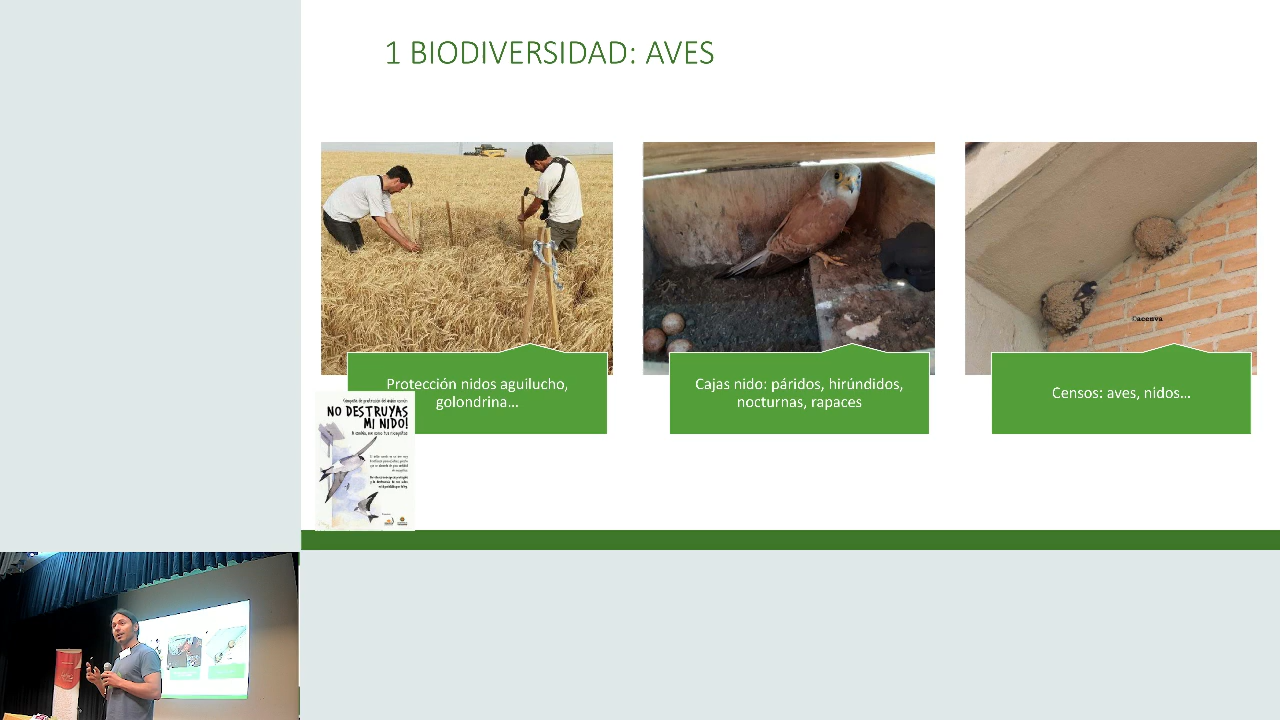 1 BIODIVERSIDAD: AVES
Protección nidos aguilucho,
golondrina...
Cajas nido: páridos, hirúndidos,
nocturnas, rapaces
Censos: aves, nidos...
©accnva
NO DESTRUYAS
MI NIDO!